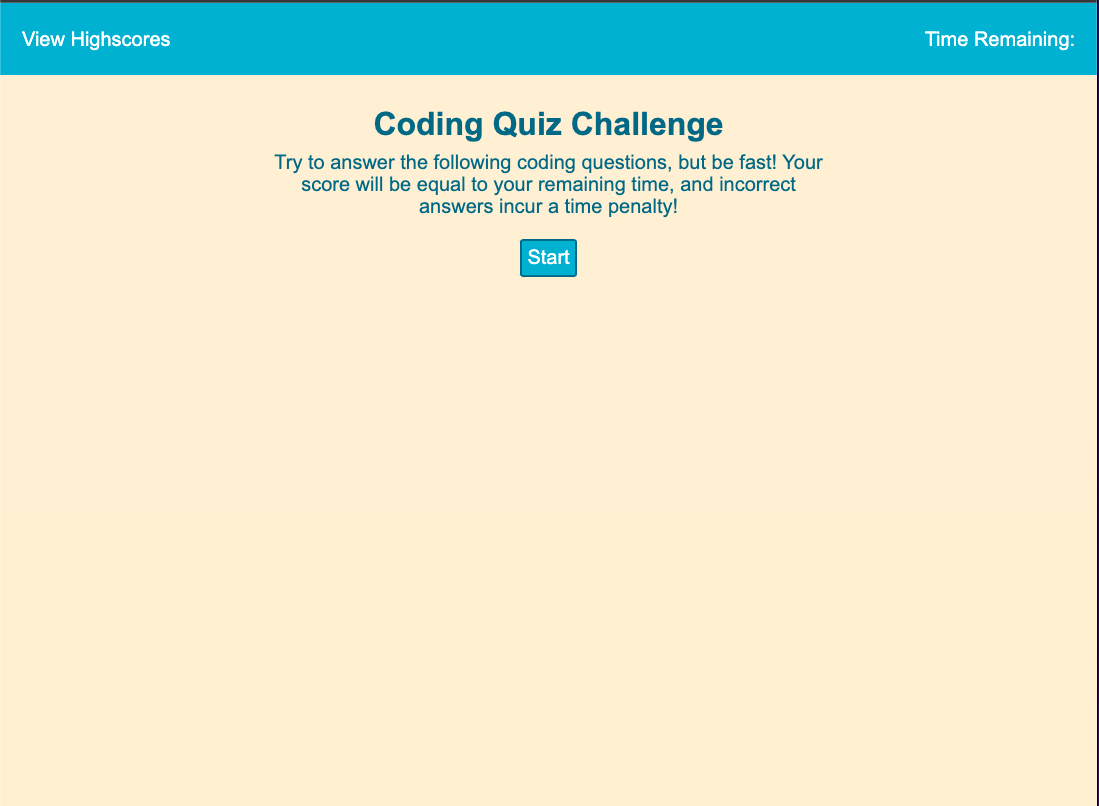 View Highscores
Time Remaining:
Coding Quiz Challenge
Try to answer the following coding questions, but be fast! Your
score will be equal to your remaining time, and incorrect
answers incur a time penalty!
Start